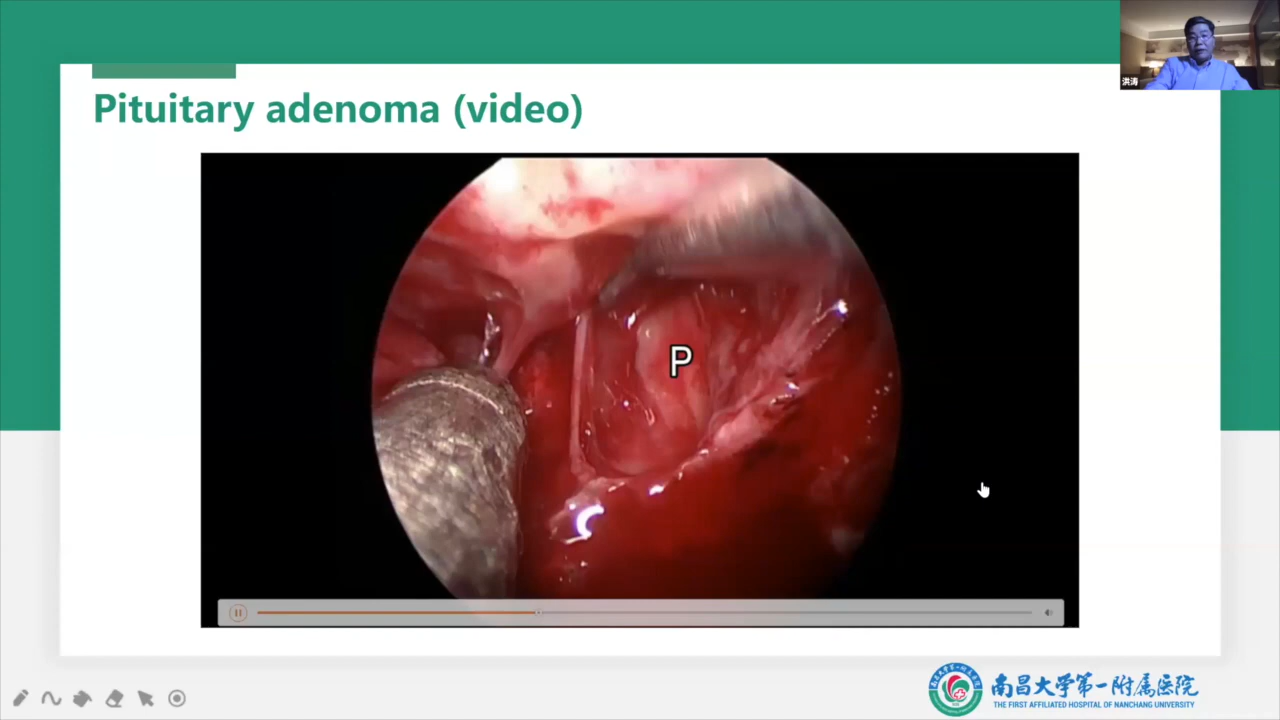 洪涛
Pituitary adenoma (video)
P
南昌大学第一附属医院
THE FIRST AFFILIATED HOSPITAL OF NANCHANG UNIVERSITY